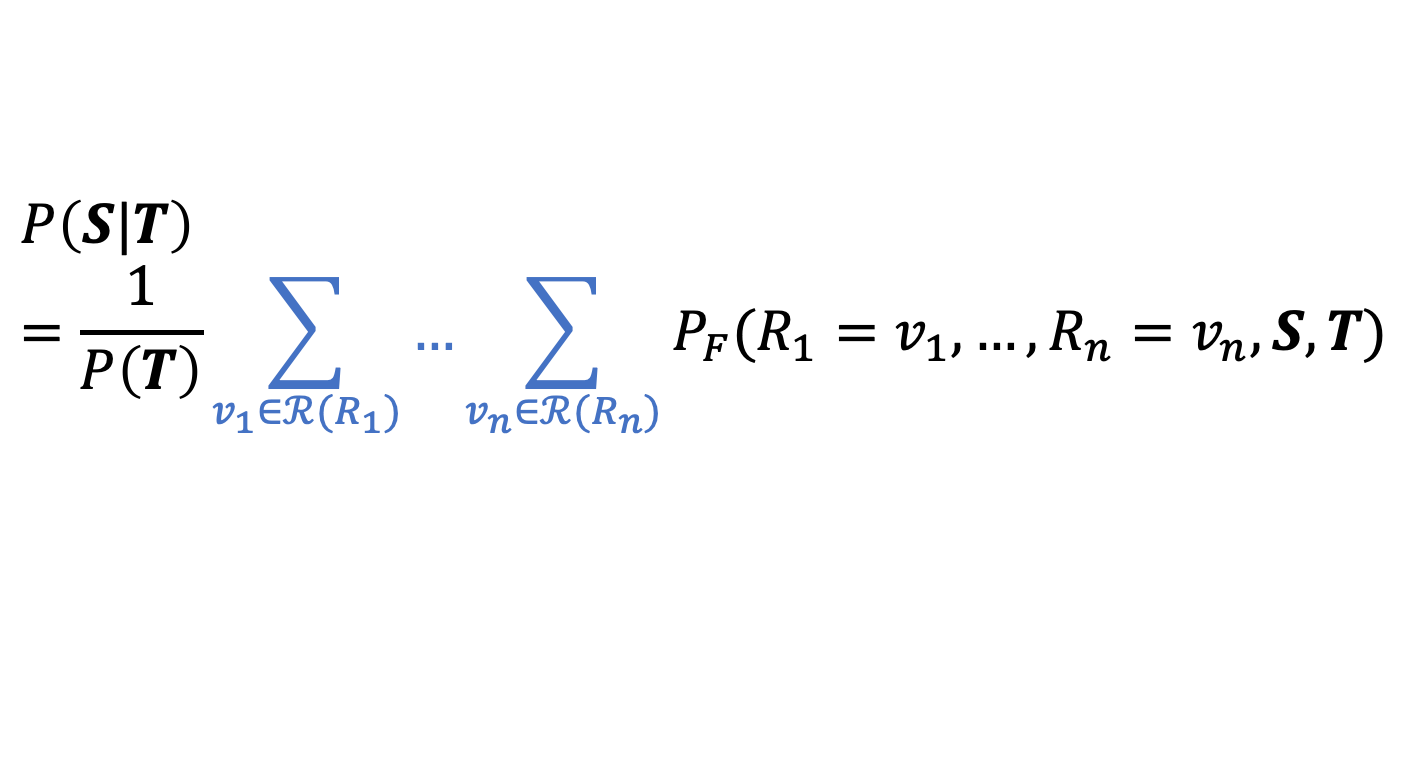 P(S|T)
= 1/P(T) ∑_{v₁∈ℛ(R₁)} … ∑_{vₙ∈ℛ(Rₙ)} P_F(R₁ = v₁, … , Rₙ = vₙ, S, T)